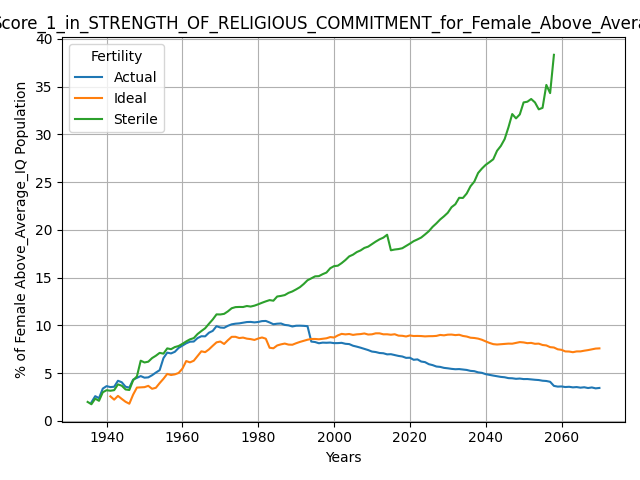 Score_1_in_STRENGTH_OF_RELIGIOUS_COMMITMENT_for_Female_Above_Avera
Fertility
Actual
Ideal
Sterile
% of Female Above_Average_IQ Population
40
35
30
25
20
15
10
5
0
1940 1960 1980 2000 2020 2040 2060
Years